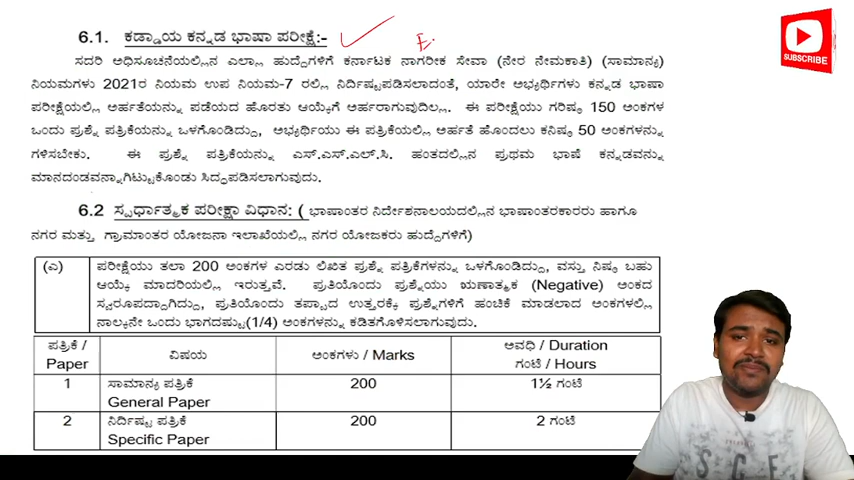 6.1. ಕಡ್ಡಾಯ ಕನ್ನಡ ಭಾಷಾ ಪರೀಕ್ಷೆ:-
E.
SUBSCRIBE
ಸದರಿ ಅಧಿಸೂಚನೆಯಲ್ಲಿನ ಎಲ್ಲಾ ಹುದ್ದೆಗಳಿಗೆ ಕರ್ನಾಟಕ ನಾಗರೀಕ ಸೇವಾ (ನೇರ ನೇಮಕಾತಿ) (ಸಾಮಾನ್ಯ)
ನಿಯಮಗಳು 2021ರ ನಿಯಮ ಉಪ ನಿಯಮ-7 ರಲ್ಲಿ ನಿರ್ದಿಷ್ಟಪಡಿಸಲಾದಂತೆ, ಯಾರೇ ಅಭ್ಯರ್ಥಿಗಳು ಕನ್ನಡ ಭಾಷಾ
ಪರೀಕ್ಷೆಯಲ್ಲಿ ಅರ್ಹತೆಯನ್ನು ಪಡೆಯದ ಹೊರತು ಆಯ್ಕೆಗೆ ಅರ್ಹರಾಗುವುದಿಲ್ಲ. ಈ ಪರೀಕ್ಷೆಯು ಗರಿಷ್ಠ 150 ಅಂಕಗಳ
ಒಂದು ಪ್ರಶ್ನೆ ಪತ್ರಿಕೆಯನ್ನು ಒಳಗೊಂಡಿದ್ದು, ಅಭ್ಯರ್ಥಿಯು ಈ ಪತ್ರಿಕೆಯಲ್ಲಿ ಅರ್ಹತೆ ಹೊಂದಲು ಕನಿಷ್ಠ 50 ಅಂಕಗಳನ್ನು
ಗಳಿಸಬೇಕು. ಈ ಪ್ರಶ್ನೆ ಪತ್ರಿಕೆಯನ್ನು ಎಸ್.ಎಸ್.ಎಲ್.ಸಿ. ಹಂತದಲ್ಲಿನ ಪ್ರಥಮ ಭಾಷೆ ಕನ್ನಡವನ್ನು
ಮಾನದಂಡವನ್ನಾಗಿಟ್ಟುಕೊಂಡು ಸಿದ್ದಪಡಿಸಲಾಗುವುದು.
6.2 ಸ್ಪರ್ಧಾತ್ಮಕ ಪರೀಕ್ಷಾ ವಿಧಾನ: ( ಭಾಷಾಂತರ ನಿರ್ದೇಶನಾಲಯದಲ್ಲಿನ ಭಾಷಾಂತರಕಾರರು ಹಾಗೂ
ನಗರ ಮತ್ತು ಗ್ರಾಮಾಂತರ ಯೋಜನಾ ಇಲಾಖೆಯಲ್ಲಿ ನಗರ ಯೋಜಕರು ಹುದ್ದೆಗಳಿಗೆ)
(ಎ) ಪರೀಕ್ಷೆಯು ತಲಾ 200 ಅಂಕಗಳ ಎರಡು ಲಿಖಿತ ಪ್ರಶ್ನೆ ಪತ್ರಿಕೆಗಳನ್ನು ಒಳಗೊಂಡಿದ್ದು, ವಸ್ತು ನಿಷ್ಠ ಬಹು
ಆಯ್ಕೆ ಮಾದರಿಯಲ್ಲಿ ಇರುತ್ತವೆ. ಪ್ರತಿಯೊಂದು ಪ್ರಶ್ನೆಯು ಋಣಾತ್ಮಕ (Negative) ಅಂಕದ
ಸ್ವರೂಪದ್ದಾಗಿದ್ದು, ಪ್ರತಿಯೊಂದು ತಪ್ಪಾದ ಉತ್ತರಕ್ಕೆ ಪ್ರಶ್ನೆಗಳಿಗೆ ಹಂಚಿಕೆ ಮಾಡಲಾದ ಅಂಕಗಳಲ್ಲಿ
ನಾಲ್ಕನೇ ಒಂದು ಭಾಗದಷ್ಟು(1/4) ಅಂಕಗಳನ್ನು ಕಡಿತಗೊಳಿಸಲಾಗುವುದು.
ಪತ್ರಿಕೆ / Paper ವಿಷಯ ಅಂಕಗಳು / Marks ಅವಧಿ / Duration ಗಂಟೆ / Hours
1 ಸಾಮಾನ್ಯ ಪತ್ರಿಕೆ 200 1½ ಗಂಟೆ
General Paper
2 ನಿರ್ದಿಷ್ಟ ಪತ್ರಿಕೆ 200 2 ಗಂಟೆ
Specific Paper